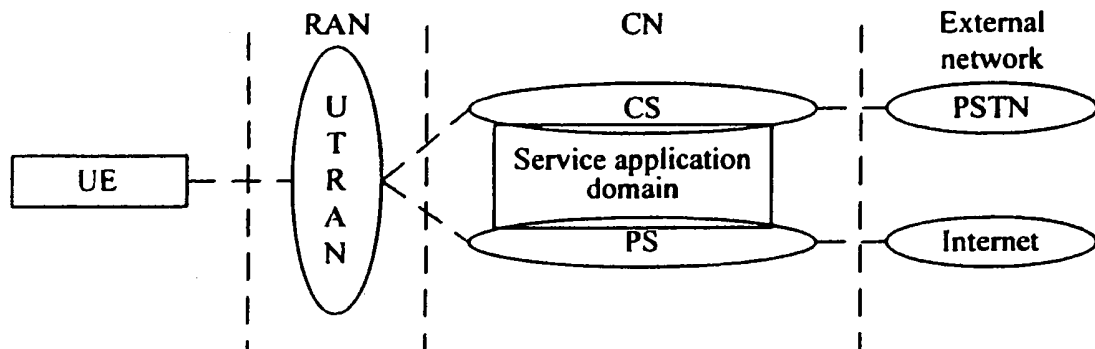 RAN
CN
External
network
UE
U
T
R
A
N
CS
Service application
domain
PS
PSTN
Internet